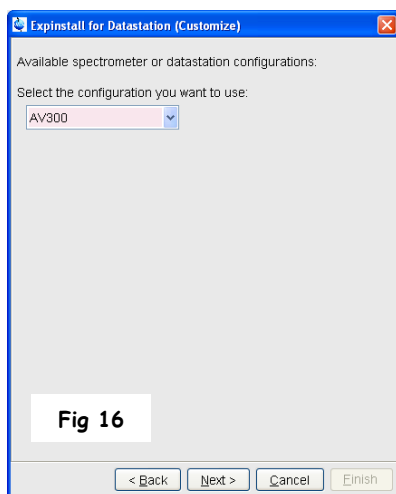 Expinstall for Datastation (Customize)
Available spectrometer or datastation configurations:
Select the configuration you want to use:
AV300
Fig 16
< Back Next > Cancel Finish